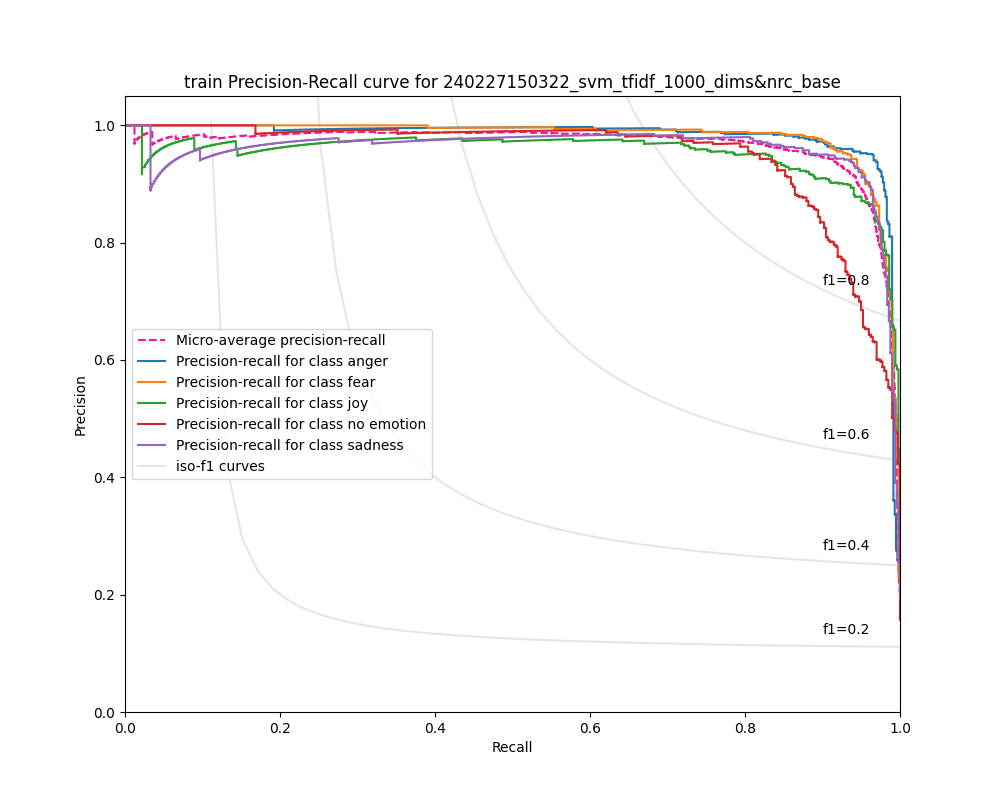 train Precision-Recall curve for 240227150322_svm_tfidf_1000_dims&nrc_base
1.0
0.8
0.6
0.4
0.2
0.0
Precision
f1=0.8
f1=0.6
f1=0.4
f1=0.2
Micro-average precision-recall
Precision-recall for class anger
Precision-recall for class fear
Precision-recall for class joy
Precision-recall for class no emotion
Precision-recall for class sadness
iso-f1 curves
0.0 0.2 0.4 0.6 0.8 1.0
Recall